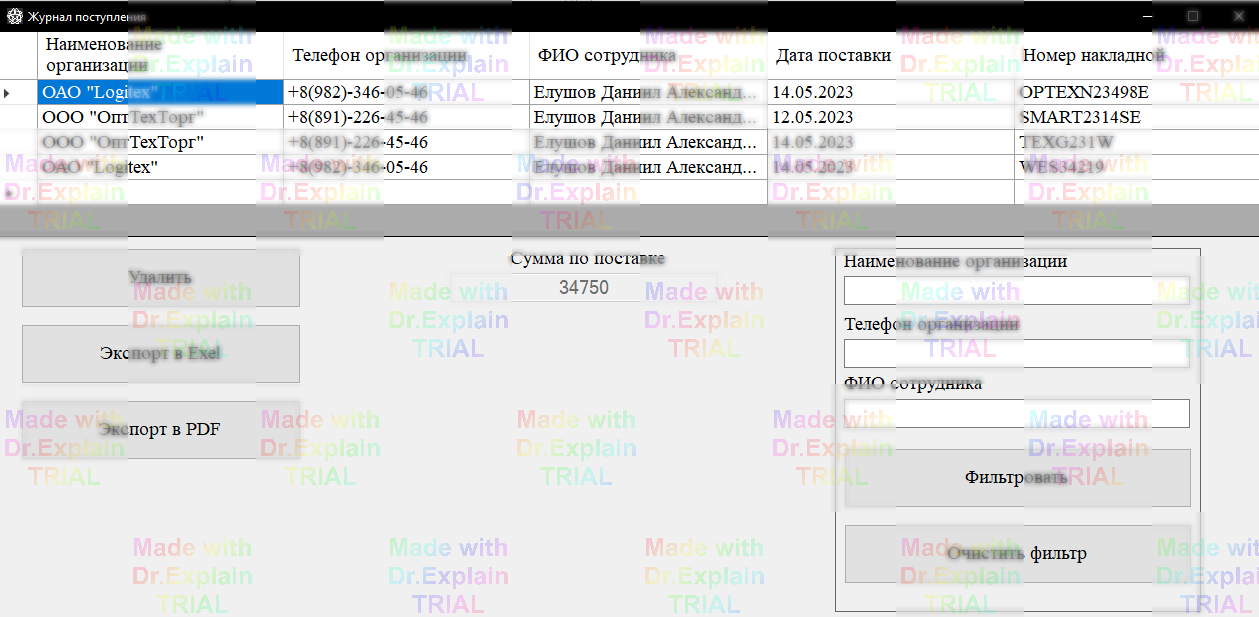 Журнал поступления
Наименование организации
Телефон организации
ФИО сотрудника
Дата поставки
Номер накладной
ОАО "Logitex" +8(982)-346-05-46 Елушов Даниил Александ... 14.05.2023 OPTEXN23498E
ООО "ОптТехТорг" +8(891)-226-45-46 Елушов Даниил Александ... 12.05.2023 SMART2314SE
ООО "ОптТехТорг" +8(891)-226-45-46 Елушов Даниил Александ... 14.05.2023 TEXG231W
ОАО "Logitex" +8(982)-346-05-46 Елушов Даниил Александ... 14.05.2023 WES34219
Удалить
Экспорт в Exel
Экспорт в PDF
Сумма по поставке
34750
Наименование организации
Телефон организации
ФИО сотрудника
Фильтровать
Очистить фильтр
Made with
Dr.Explain
TRIAL